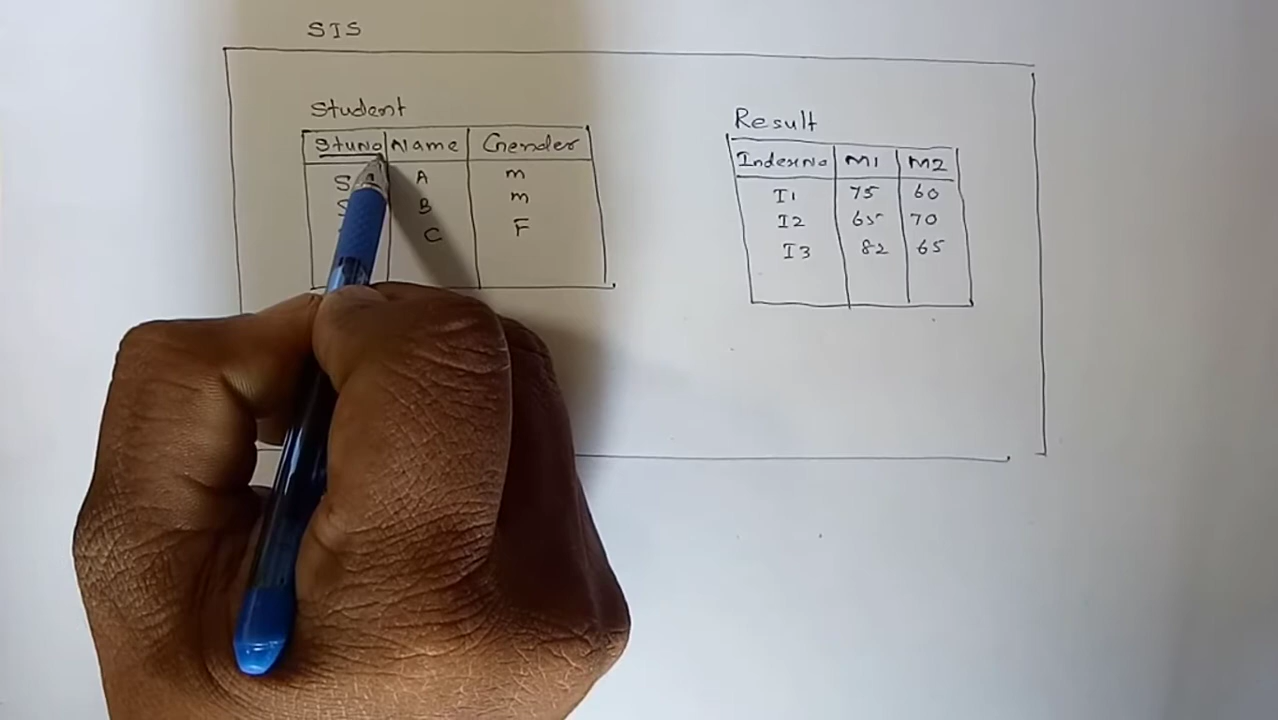 SIS
Student
StuNo Name Gender
A m
B m
C F
Result
IndexNo M1 M2
I1 75 60
I2 65 70
I3 82 65